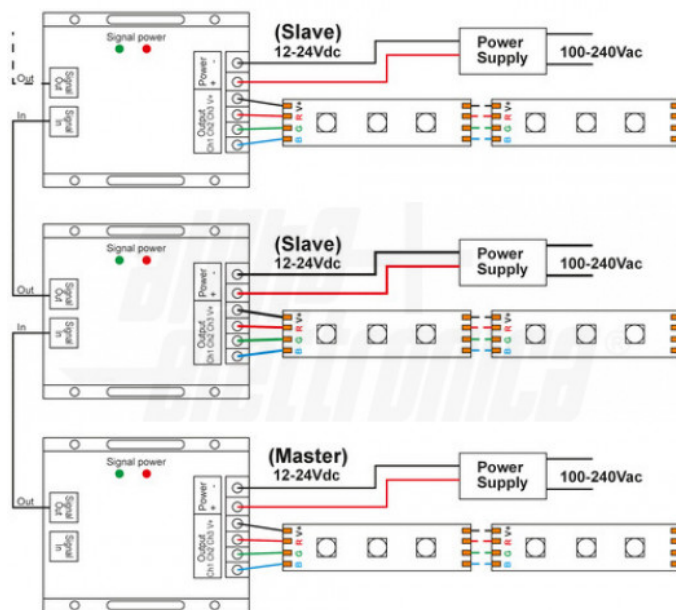 Signal power
(Slave)
12-24Vdc
Power
Supply
100-240Vac
Out
Signal
Out
In
Signal
In
Power
- +
Output
Ch1 Ch2 Ch3 V+
V+
R
G
B
V+
R
G
B
Signal power
(Slave)
12-24Vdc
Power
Supply
100-240Vac
Out
Signal
Out
In
Signal
In
Power
- +
Output
Ch1 Ch2 Ch3 V+
V+
R
G
B
V+
R
G
B
Signal power
(Master)
12-24Vdc
Power
Supply
100-240Vac
Out
Signal
Out
Signal
In
Power
- +
Output
Ch1 Ch2 Ch3 V+
V+
R
G
B
V+
R
G
B
elettronica®